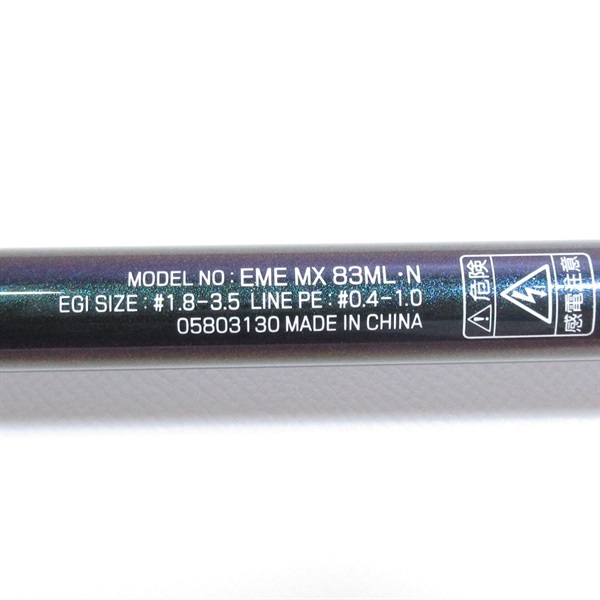 MODEL NO : EME MX 83ML・N
EGI SIZE : #1.8–3.5 LINE PE : #0.4–1.0
05803130 MADE IN CHINA
危険
感電注意